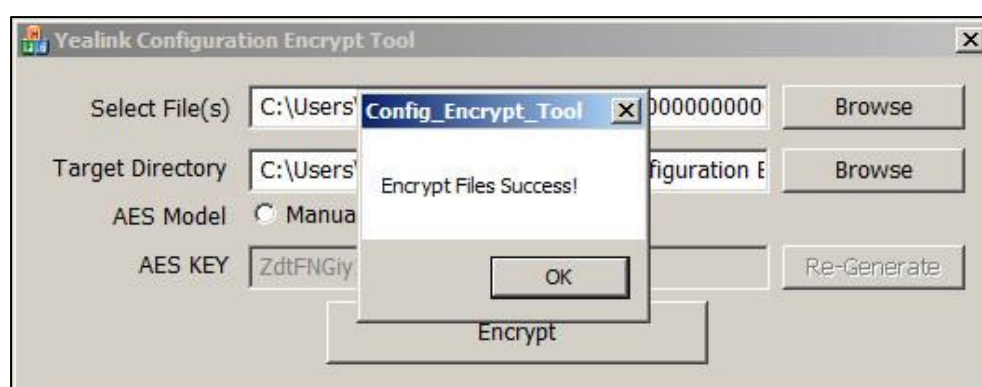 Yealink Configuration Encrypt Tool
Select File(s) C:\Users\ 000000000 Browse
Config_Encrypt_Tool
Target Directory C:\Users\ figuration E Browse
Encrypt Files Success!
AES Model Manua
AES KEY ZdtFNGiy Re-Generate
OK
Encrypt